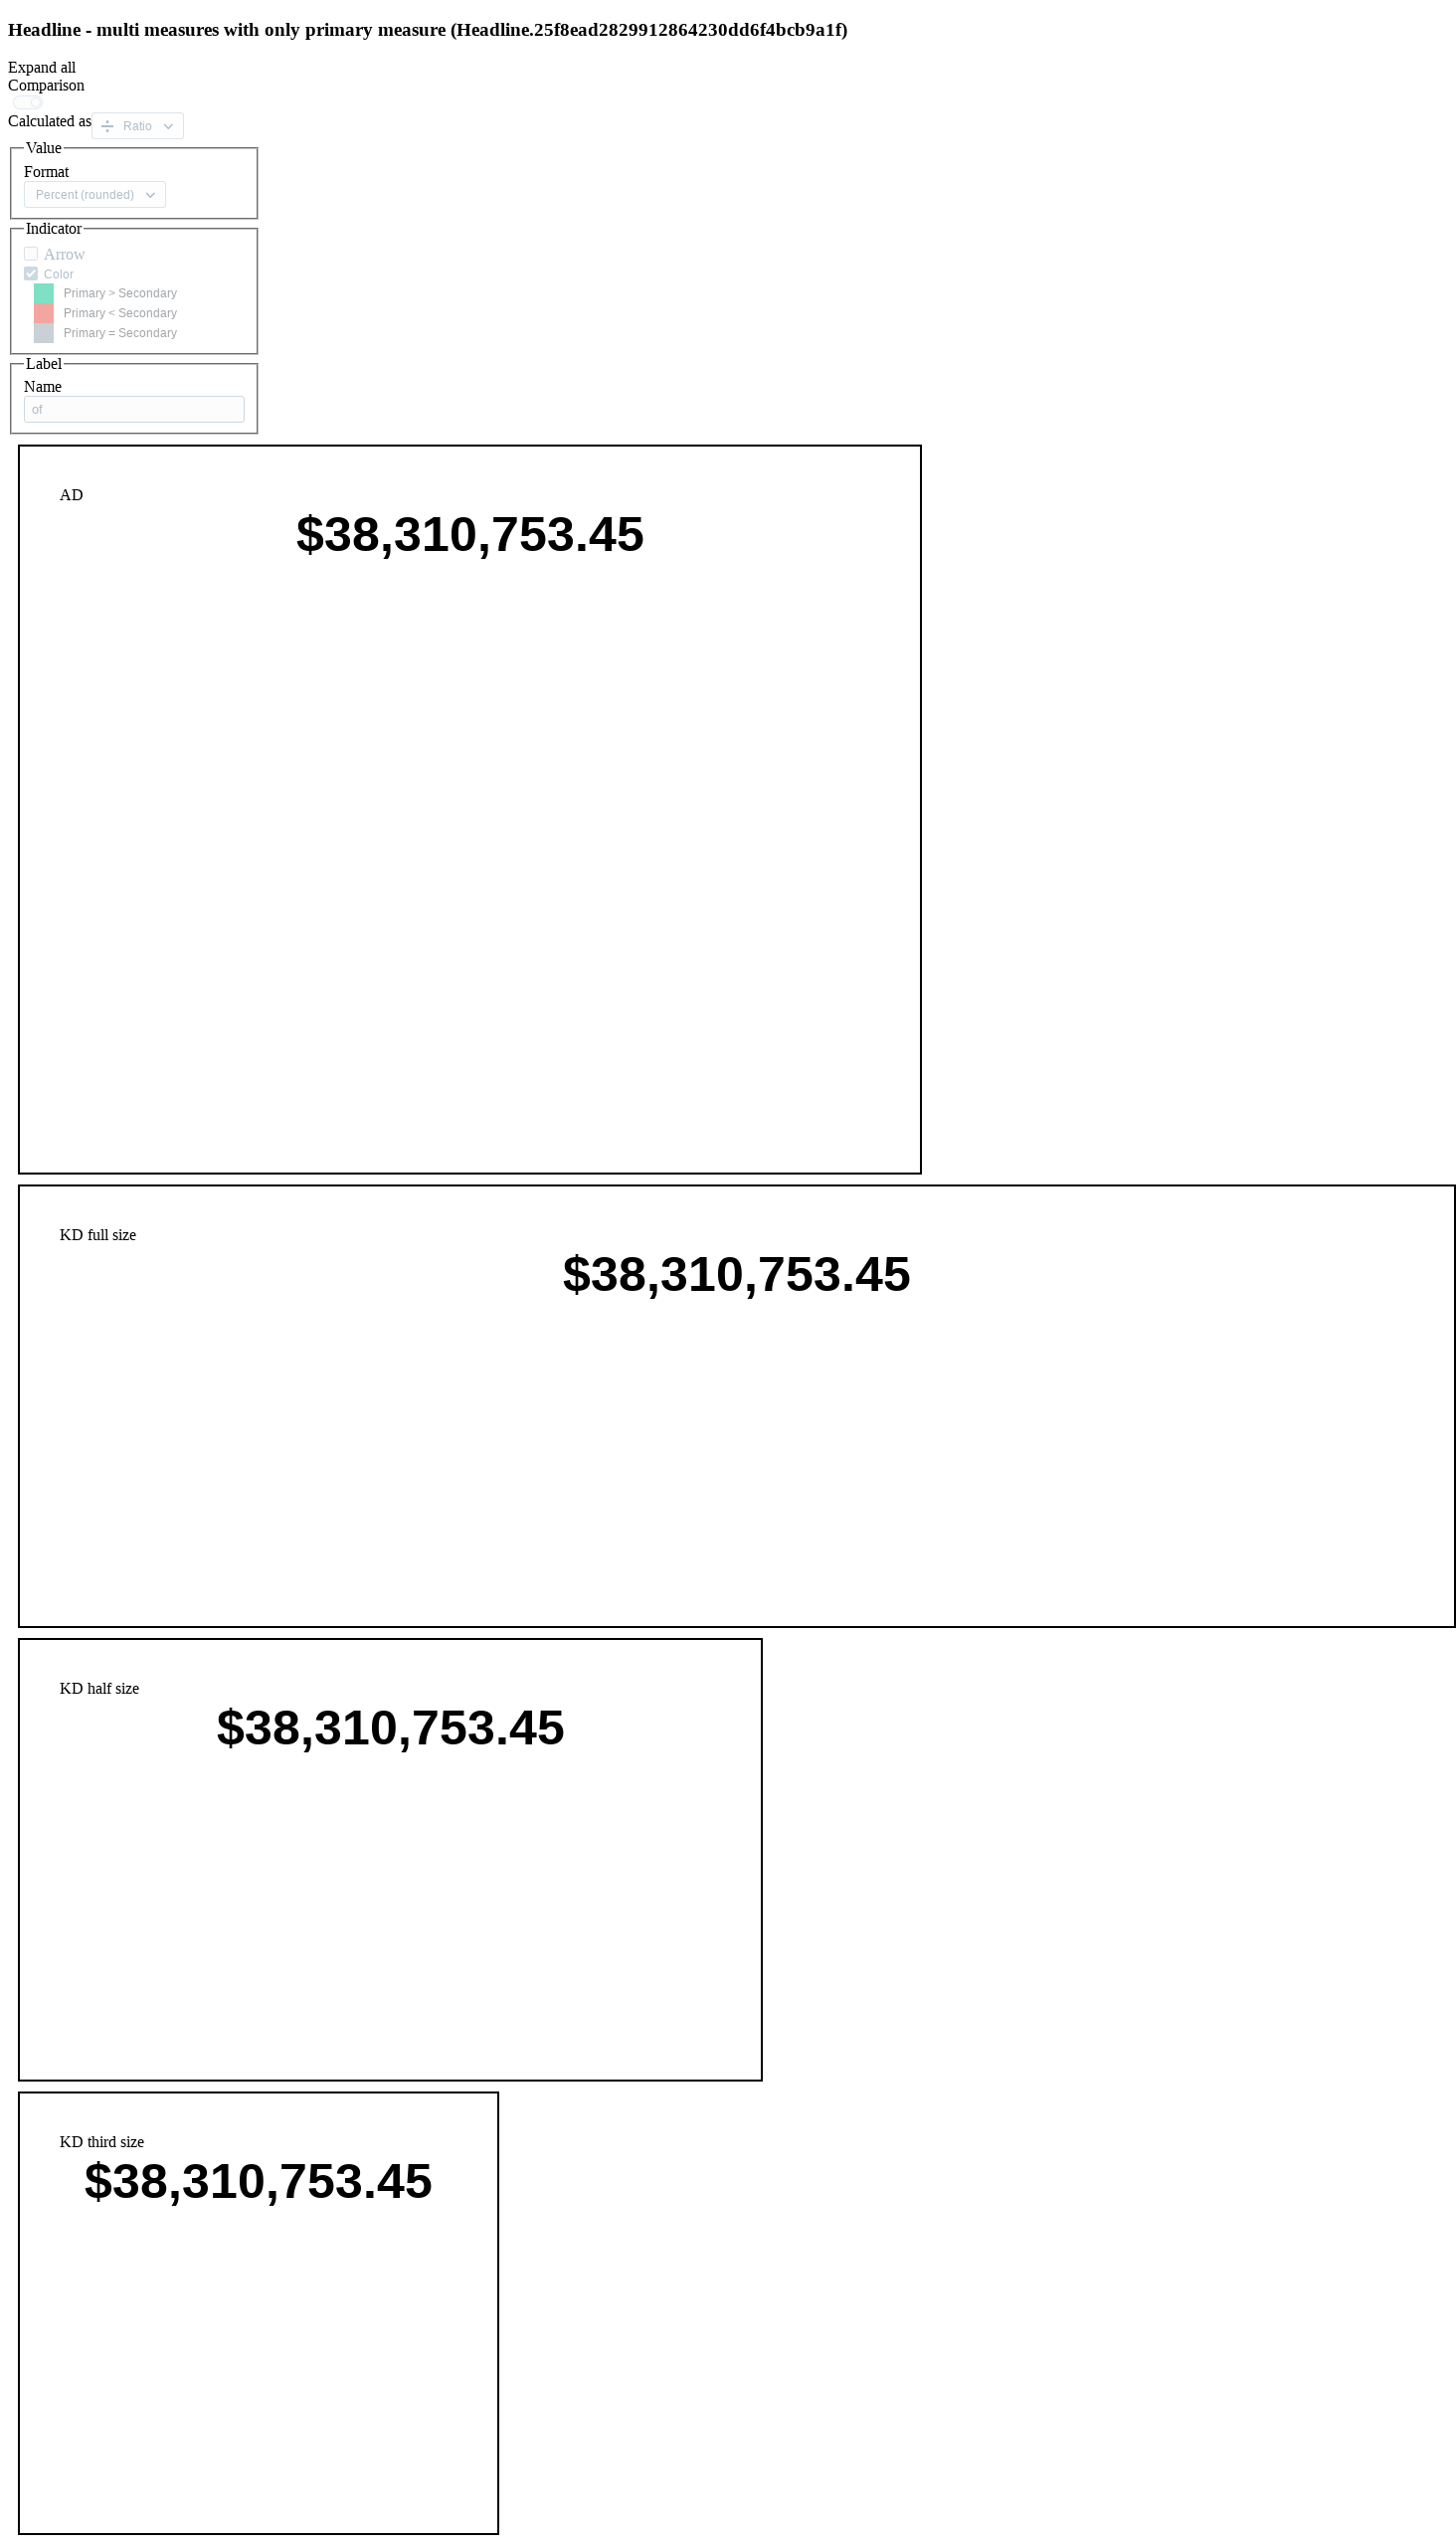 Headline - multi measures with only primary measure (Headline.25f8ead2829912864230dd6f4bcb9a1f)
Expand all
Comparison
Calculated as Ratio
Value
Format
Percent (rounded)
Indicator
Arrow
Color
Primary > Secondary
Primary < Secondary
Primary = Secondary
Label
Name
of
AD
$38,310,753.45
KD full size
$38,310,753.45
KD half size
$38,310,753.45
KD third size
$38,310,753.45